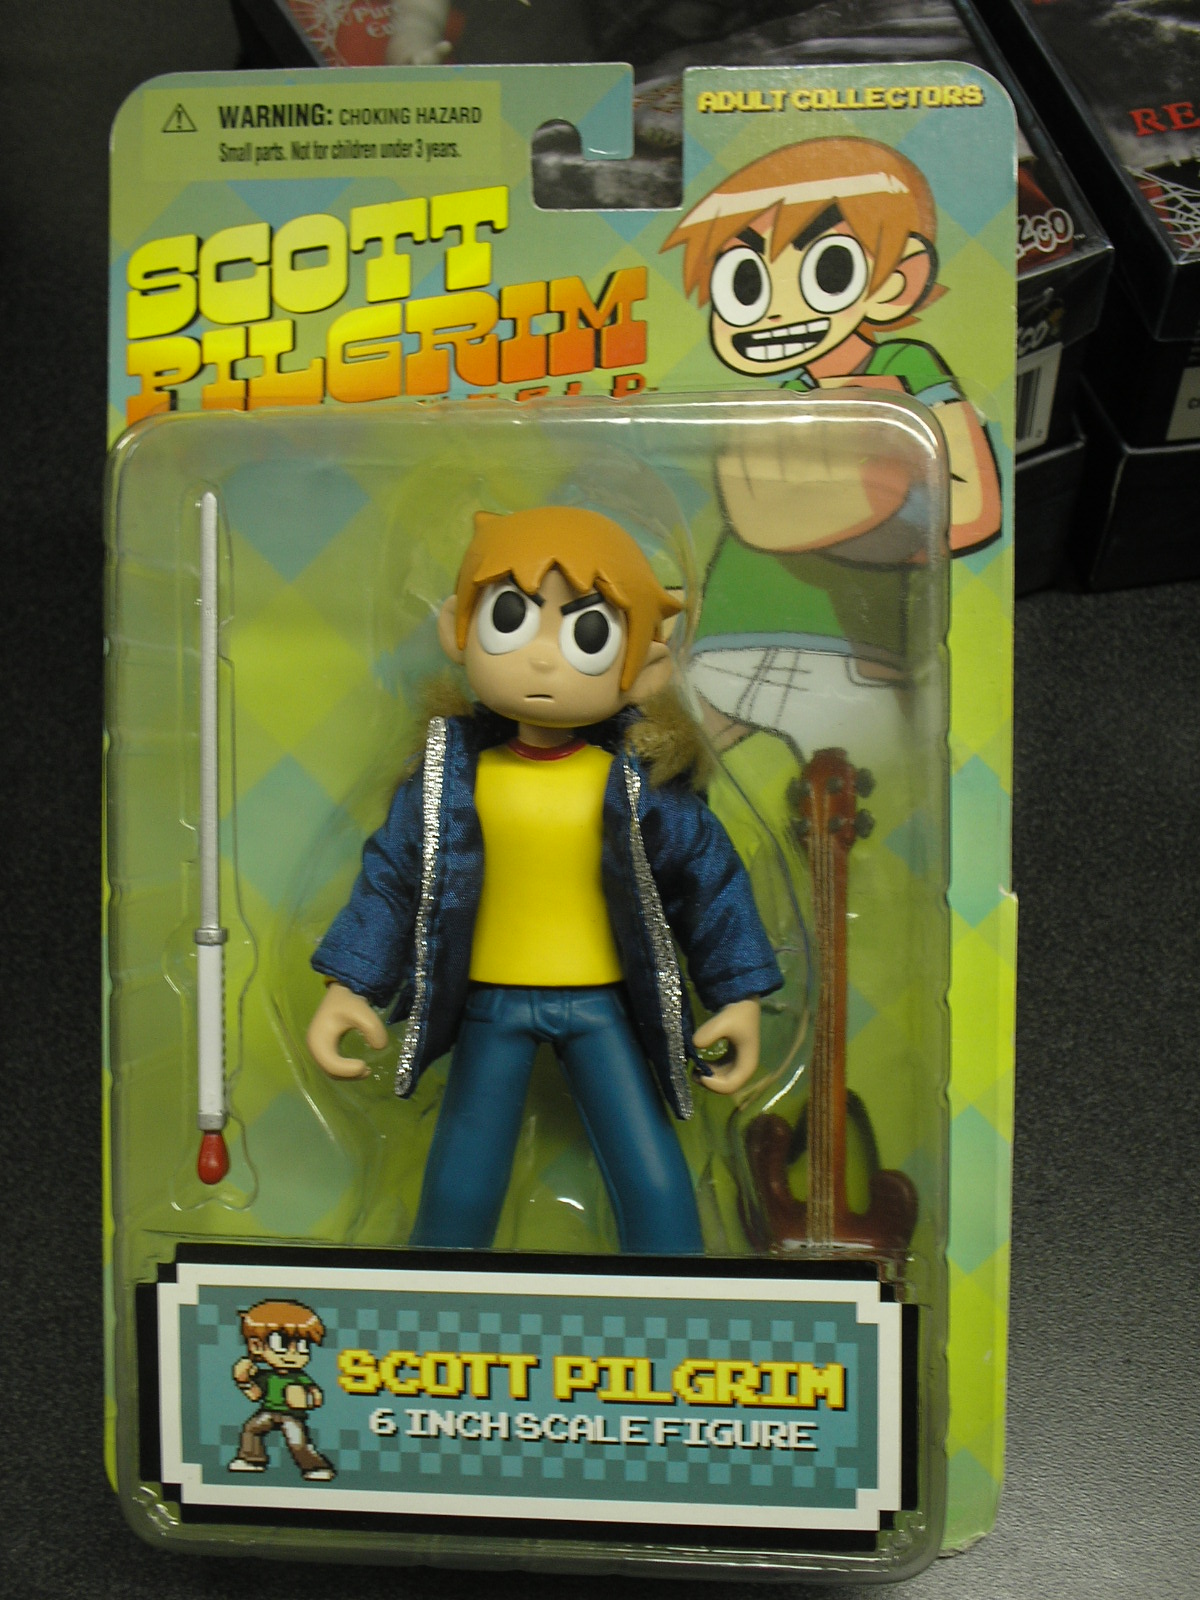 WARNING: CHOKING HAZARD
Small parts. Not for children under 3 years.
ADULT COLLECTORS
SCOTT
PILGRIM
SCOTT PILGRIM
6 INCH SCALE FIGURE